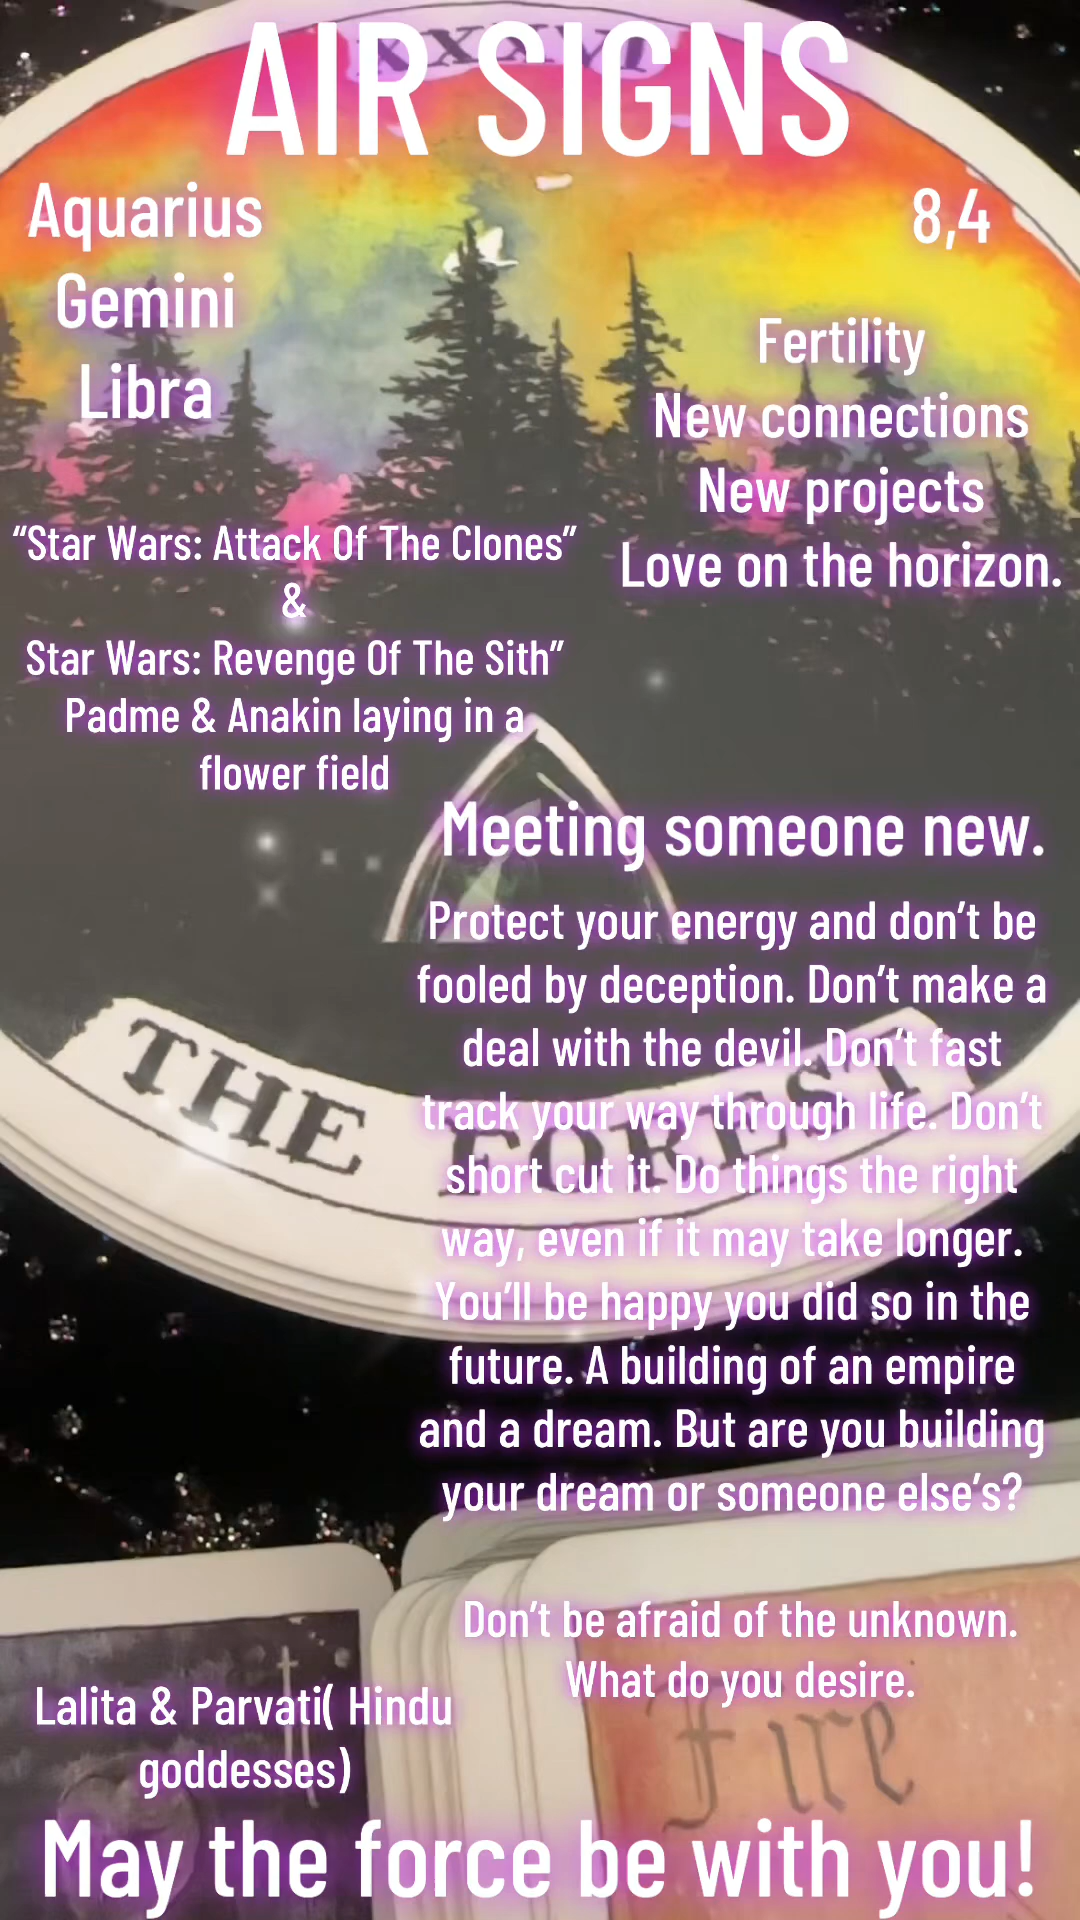 XXXVI
AIR SIGNS
Aquarius
Gemini
Libra
8,4
Fertility
New connections
New projects
Love on the horizon.
“Star Wars: Attack Of The Clones”
&
Star Wars: Revenge Of The Sith”
Padme & Anakin laying in a
flower field
Meeting someone new.
Protect your energy and don’t be
fooled by deception. Don’t make a
deal with the devil. Don’t fast
track your way through life. Don’t
short cut it. Do things the right
way, even if it may take longer.
You’ll be happy you did so in the
future. A building of an empire
and a dream. But are you building
your dream or someone else’s?
THE FOREST
Don’t be afraid of the unknown.
What do you desire.
Fire
Lalita & Parvati( Hindu
goddesses)
May the force be with you!